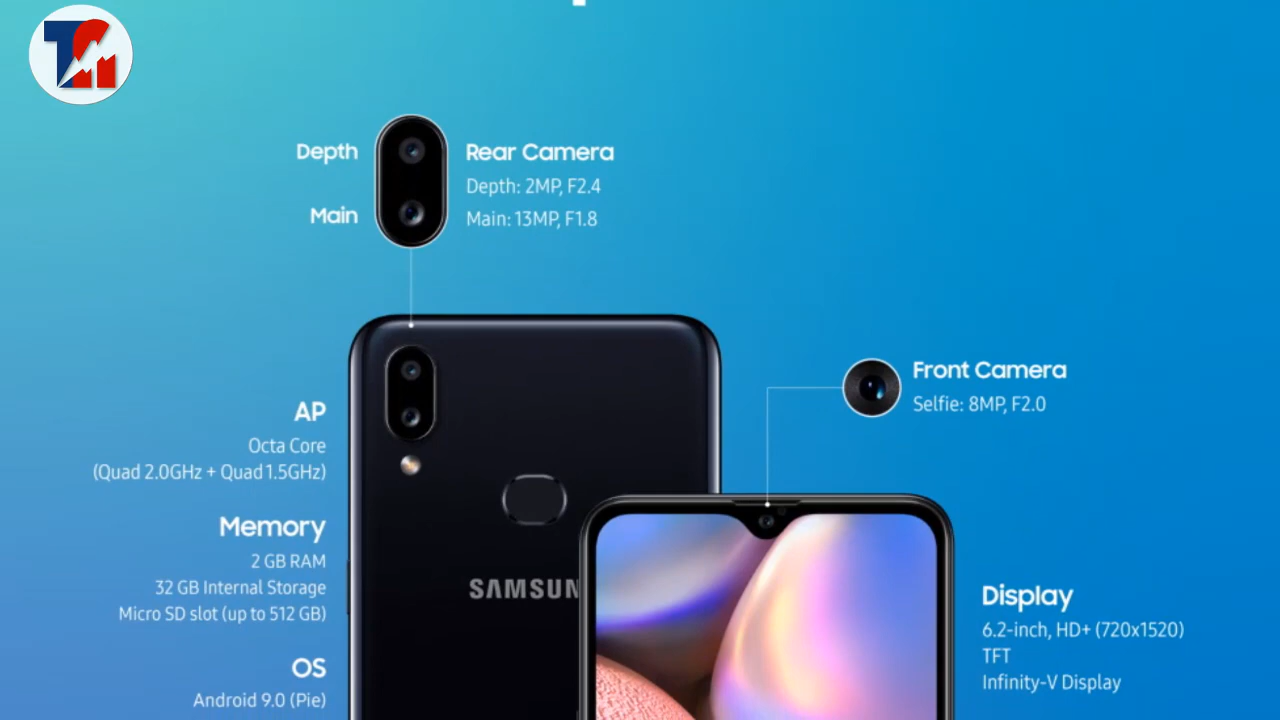 Depth
Main
Rear Camera
Depth: 2MP, F2.4
Main: 13MP, F1.8
Front Camera
Selfie: 8MP, F2.0
AP
Octa Core
(Quad 2.0GHz + Quad 1.5GHz)
Memory
2 GB RAM
32 GB Internal Storage
Micro SD slot (up to 512 GB)
OS
Android 9.0 (Pie)
SAMSUN
Display
6.2-inch, HD+ (720x1520)
TFT
Infinity-V Display